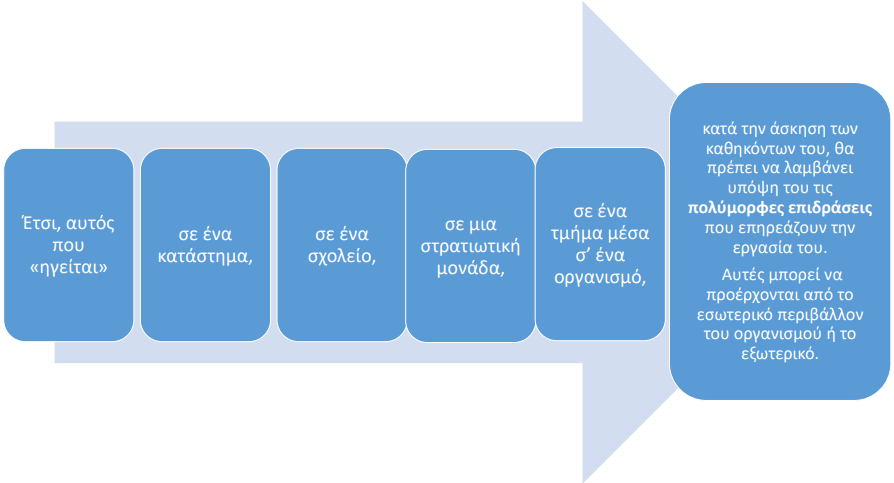 Έτσι, αυτός
που
«ηγείται»
σε ένα
κατάστημα,
σε ένα
σχολείο,
σε μια
στρατιωτική
μονάδα,
σε ένα
τμήμα μέσα
σ’ ένα
οργανισμό,
κατά την άσκηση των
καθηκόντων του, θα
πρέπει να λαμβάνει
υπόψη του τις
πολύμορφες επιδράσεις
που επηρεάζουν την
εργασία του.
Αυτές μπορεί να
προέρχονται από το
εσωτερικό περιβάλλον
του οργανισμού ή το
εξωτερικό.